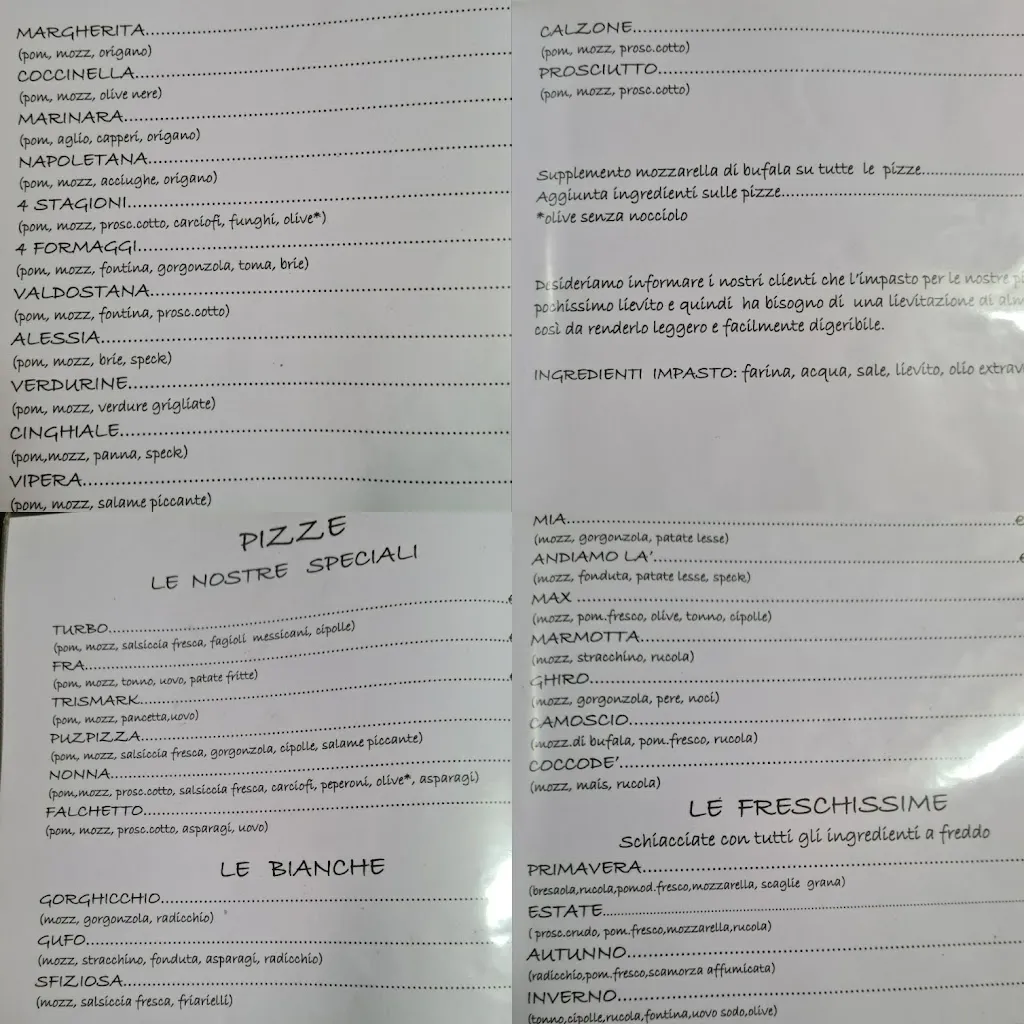 MARGHERITA
(pom, mozz, origano)
COCCINELLA
(pom, mozz, olive nere)
MARINARA
(pom, aglio, capperi, origano)
NAPOLETANA
(pom, mozz, acciughe, origano)
4 STAGIONI
(pom, mozz, prosc.cotto, carciofi, funghi, olive*)
4 FORMAGGI
(pom, mozz, fontina, gorgonzola, toma, brie)
VALDOSTANA
(pom, mozz, fontina, prosc.cotto)
ALESSIA
(pom, mozz, brie, speck)
VERDURINE
(pom, mozz, verdure grigliate)
CINGHIALE
(pom,mozz, panna, speck)
VIPERA
(pom, mozz, salame piccante)
CALZONE
(pom, mozz, prosc.cotto)
PROSCIUTTO
(pom, mozz, prosc.cotto)
Supplemento mozzarella di bufala su tutte le pizze
Aggiunta ingredienti sulle pizze
*olive senza nocciolo
Desideriamo informare i nostri clienti che l'impasto per le nostre
pochissimo lievito e quindi ha bisogno di una lievitazione di
così da renderlo leggero e facilmente digeribile.
INGREDIENTI IMPASTO: farina, acqua, sale, lievito, olio
PIZZE
LE NOSTRE SPECIALI
TURBO
(pom, mozz, salsiccia fresca, fagioli messicani, cipolle)
FRA
(pom, mozz, tonno, uovo, patate fritte)
TRISMARK
(pom, mozz, pancetta,uovo)
PUZPIZZA
(pom, mozz, salsiccia fresca, gorgonzola, cipolle, salame piccante)
NONNA
(pom,mozz, prosc.cotto, salsiccia fresca, carciofi, peperoni, olive*, asparagi)
FALCHETTO
(pom, mozz, prosc.cotto, asparagi, uovo)
LE BIANCHE
GORGHICCHIO
(mozz, gorgonzola, radicchio)
GUFO
(mozz, stracchino, fonduta, asparagi, radicchio)
SFIZIOSA
(mozz, salsiccia fresca, friarielli)
MIA
(mozz, gorgonzola, patate lesse)
ANDIAMO LA'
(mozz, fonduta, patate lesse, speck)
MAX
(mozz, pom.fresco, olive, tonno, cipolle)
MARMOTTA
(mozz, stracchino, rucola)
GHIRO
(mozz, gorgonzola, pere, noci)
CAMOSCIO
(mozz.di bufala, pom.fresco, rucola)
COCCODE'
(mozz, mais, rucola)
LE FRESCHISSIME
Schiacciate con tutti gli ingredienti a freddo
PRIMAVERA
(bresaola,rucola,pomod.fresco,mozzarella, scaglie grana)
ESTATE
( prosc.crudo, pom.fresco,mozzarella,rucola)
AUTUNNO
(radicchio,pom.fresco,scamorza affumicata)
INVERNO
(tonno,cipolle,rucola,fontina,uovo sodo,olive)